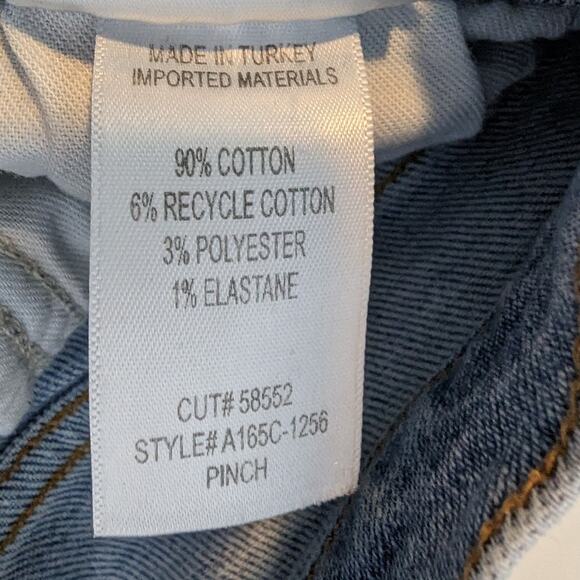 MADE IN TURKEY
IMPORTED MATERIALS
90% COTTON
6% RECYCLE COTTON
3% POLYESTER
1% ELASTANE
CUT# 58552
STYLE# A165C-1256
PINCH